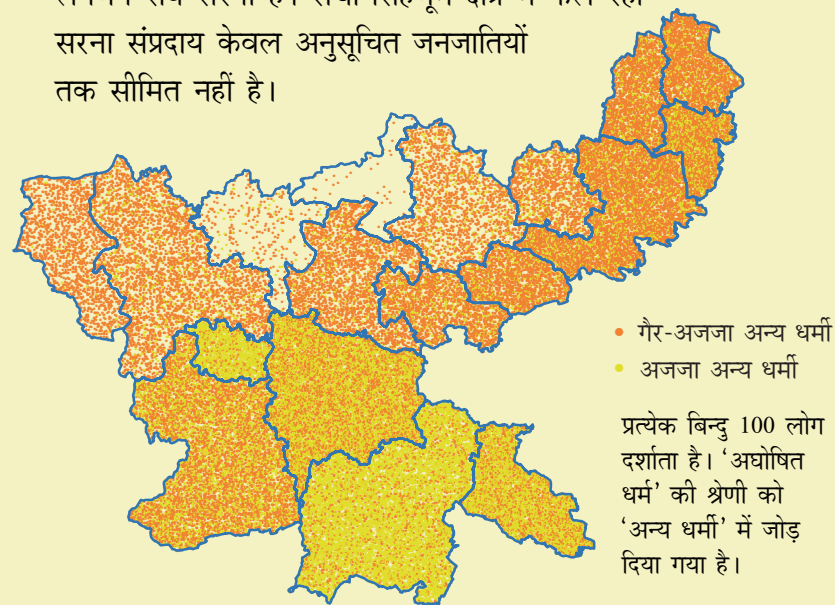 सरना संप्रदाय केवल अनुसूचित जनजातियों
तक सीमित नहीं है।
गैर-अजजा अन्य धर्मी
अजजा अन्य धर्मी
प्रत्येक बिन्दु 100 लोग
दर्शाता है। ‘अघोषित
धर्म’ की श्रेणी को
‘अन्य धर्मी’ में जोड़
दिया गया है।